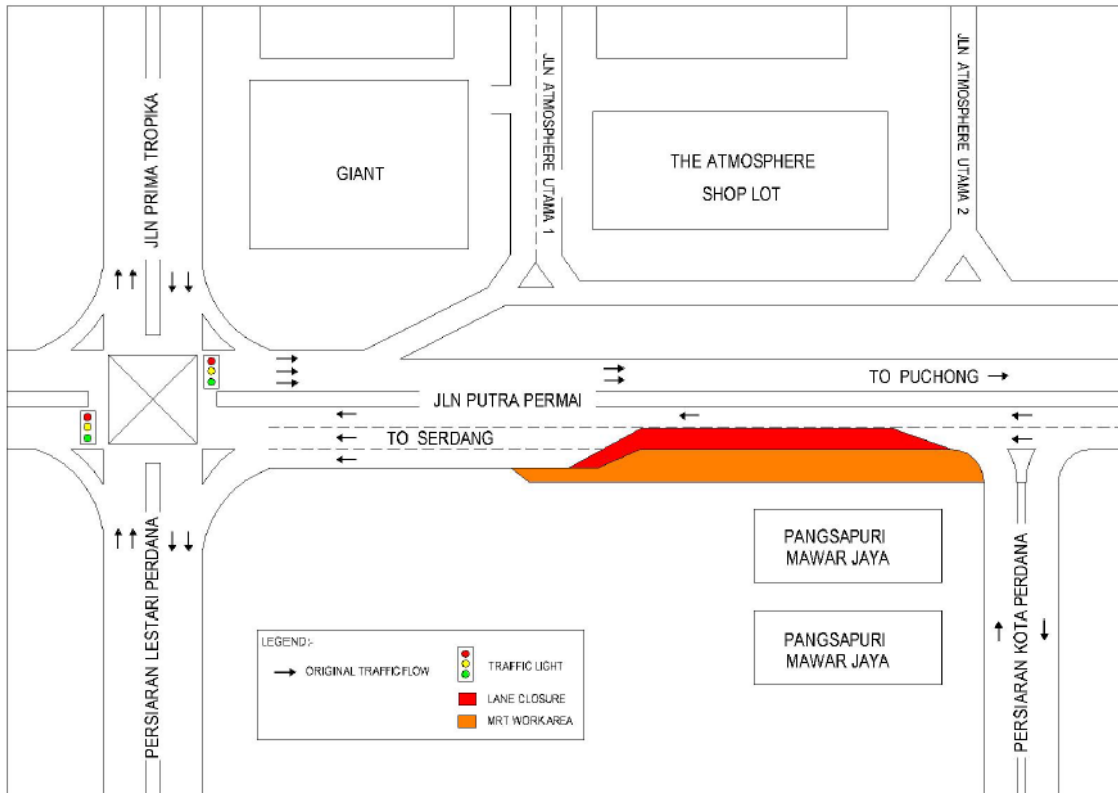 JLN PRIMA TROPIKA
GIANT
JLN ATMOSPHERE UTAMA 1
THE ATMOSPHERE
SHOP LOT
JLN ATMOSPHERE UTAMA 2
TO PUCHONG
JLN PUTRA PERMAI
TO SERDANG
PERSIARAN LESTARI PERDANA
PANGSAPURI
MAWAR JAYA
PANGSAPURI
MAWAR JAYA
PERSIARAN KOTA PERDANA
LEGEND:-
ORIGINAL TRAFFIC FLOW
TRAFFIC LIGHT
LANE CLOSURE
MRT WORK AREA